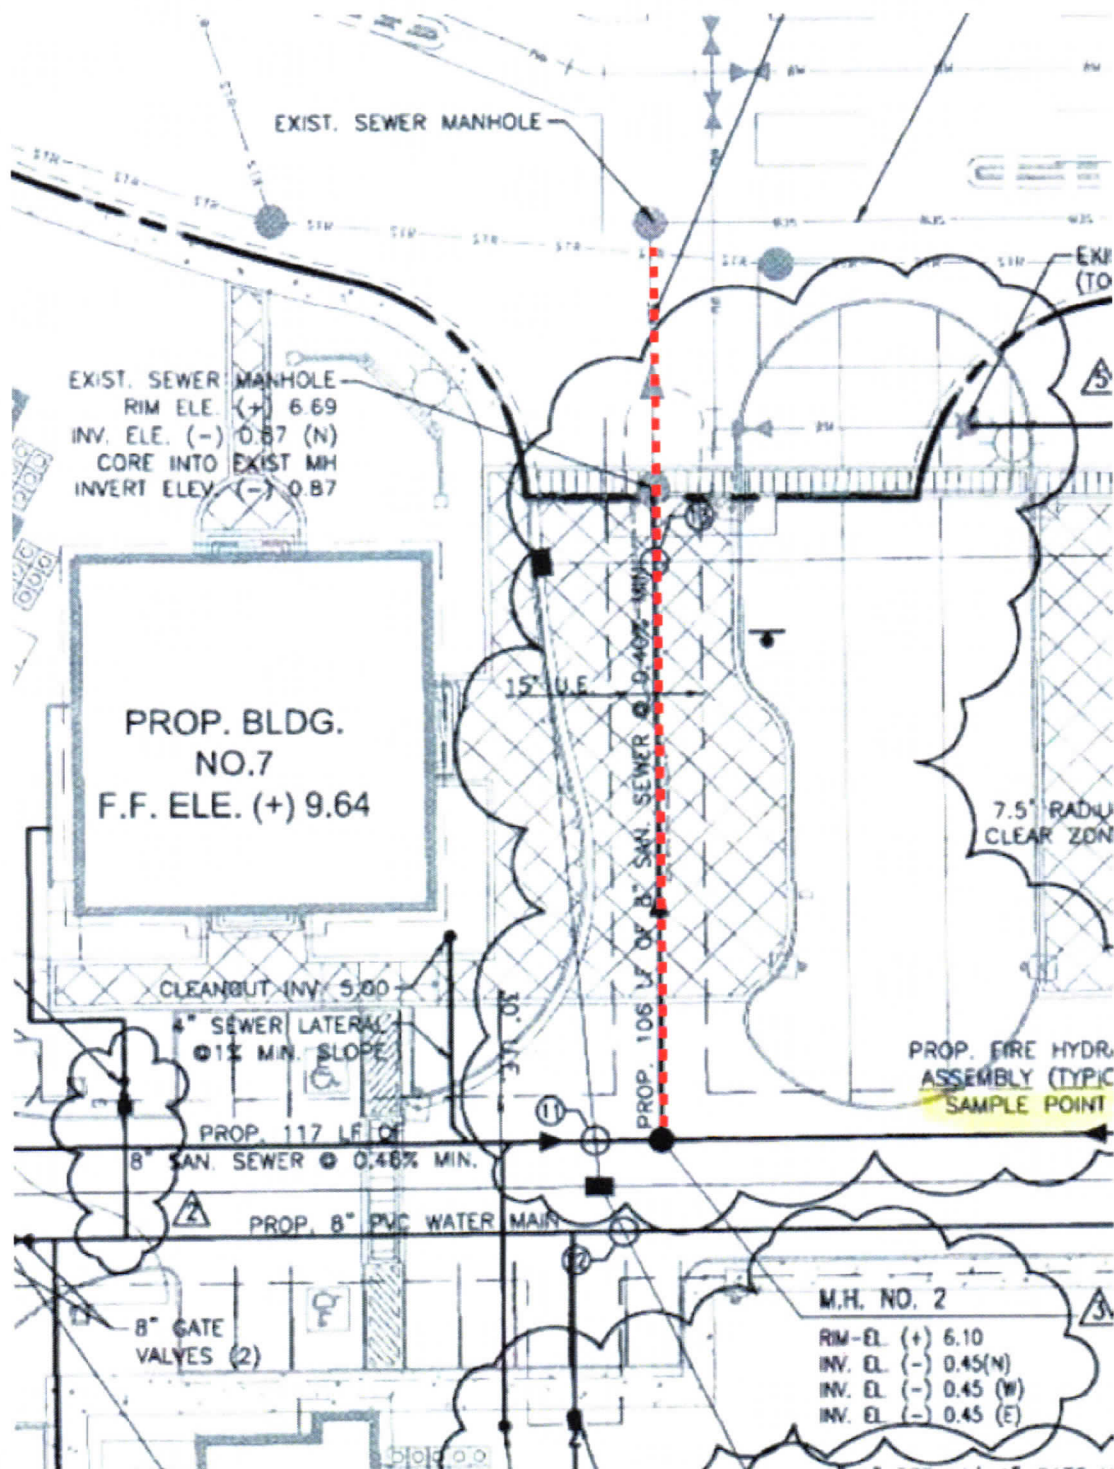 EXIST. SEWER MANHOLE
EXIST. SEWER MANHOLE
RIM ELE. (+) 6.69
INV. ELE. (-) 0.87 (N)
CORE INTO EXIST MH
INVERT ELEV. (-) 0.87
5
15' U.E.
PROP. BLDG.
NO.7
F.F. ELE. (+) 9.64
PROP. 106 LF OF 8" SAN. SEWER @ 0.40% MIN.
7.5' RADIU
CLEAR ZON
CLEANOUT INV 5.00
4" SEWER LATERAL
@1% MIN. SLOPE
30' U.E.
PROP. FIRE HYDR
ASSEMBLY (TYPIC
SAMPLE POINT
11
PROP. 117 LF OF
8" SAN. SEWER @ 0.48% MIN.
2
PROP. 8" PVC WATER MAIN
12
8" GATE
VALVES (2)
M.H. NO. 2
RIM-EL (+) 6.10
INV. EL (-) 0.45(N)
INV. EL (-) 0.45 (W)
INV. EL (-) 0.45 (E)
3